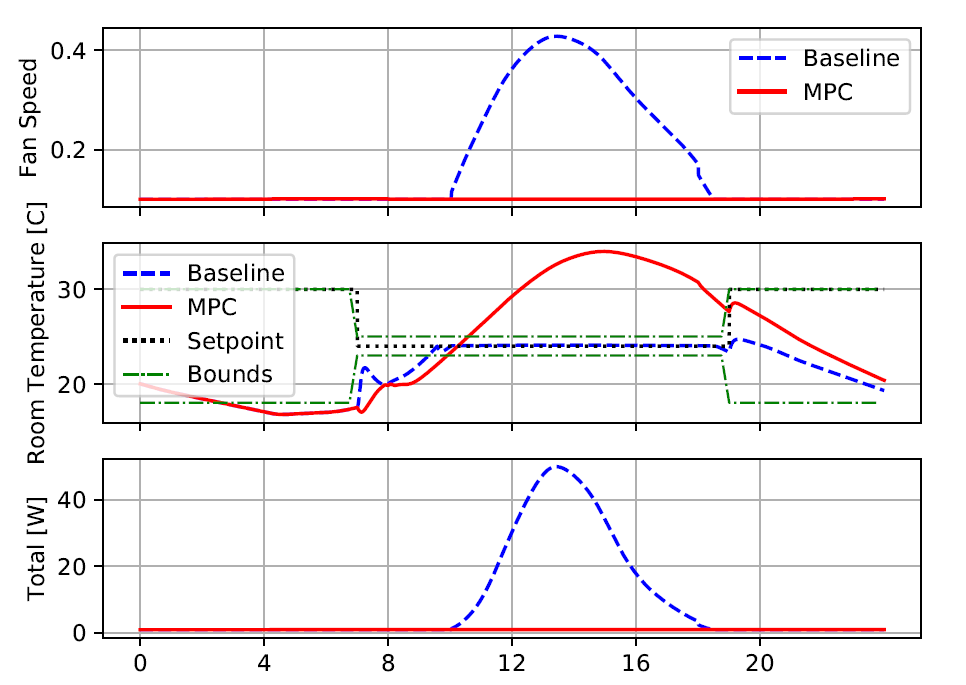 Fan Speed
0.4
0.2
Baseline
MPC
Room Temperature [C]
30
20
Baseline
MPC
Setpoint
Bounds
Total [W]
40
20
0
0 4 8 12 16 20